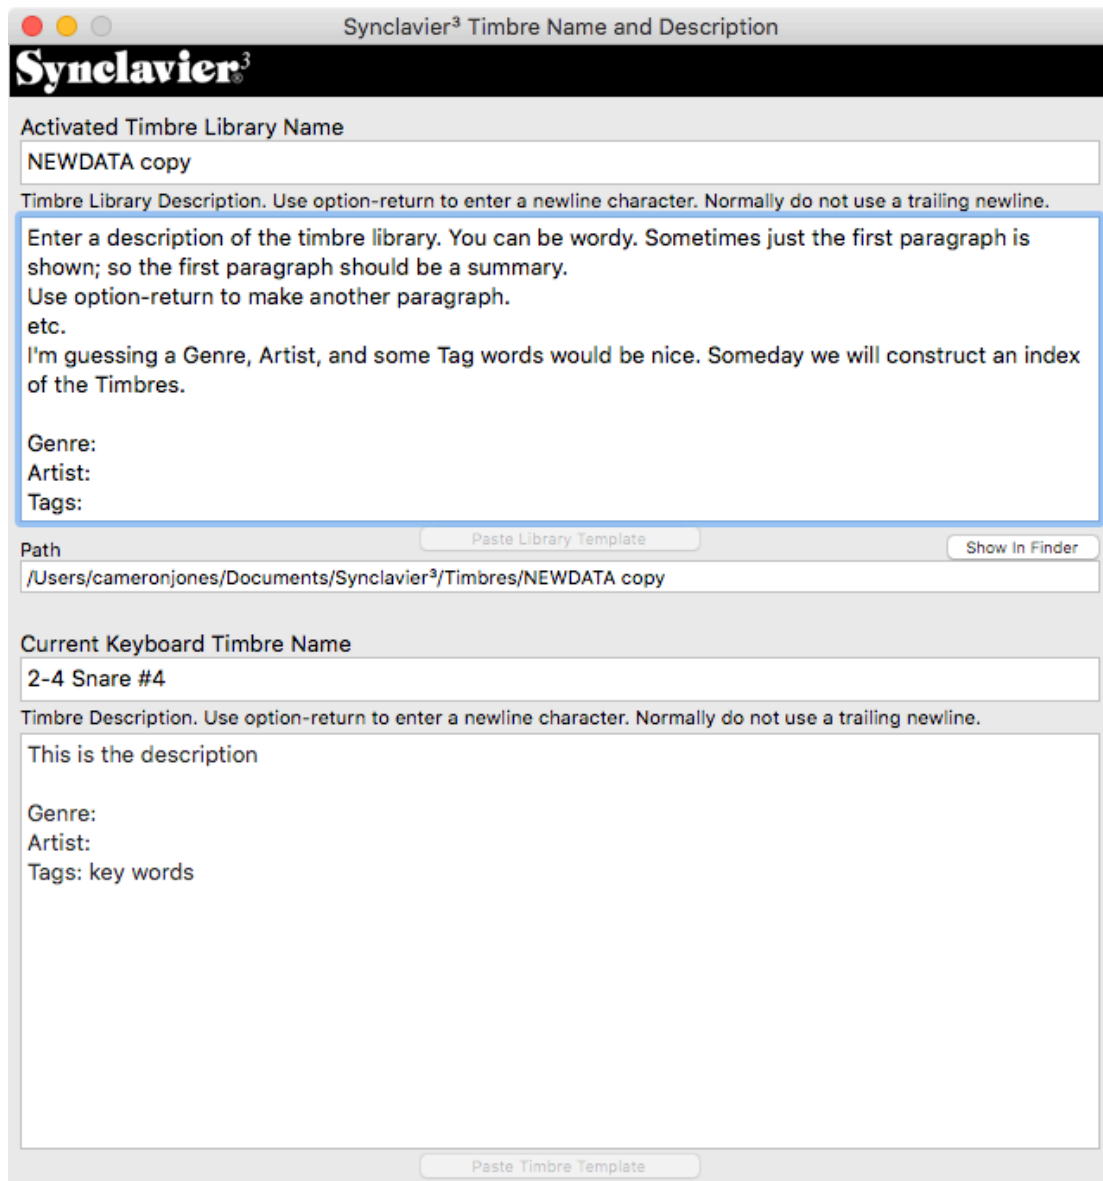 Synclavier³ Timbre Name and Description
Synclavier®³
Activated Timbre Library Name
NEWDATA copy
Timbre Library Description. Use option-return to enter a newline character. Normally do not use a trailing newline.
Enter a description of the timbre library. You can be wordy. Sometimes just the first paragraph is
shown; so the first paragraph should be a summary.
Use option-return to make another paragraph.
etc.
I'm guessing a Genre, Artist, and some Tag words would be nice. Someday we will construct an index
of the Timbres.
Genre:
Artist:
Tags:
Paste Library Template
Path
Show In Finder
/Users/cameronjones/Documents/Synclavier³/Timbres/NEWDATA copy
Current Keyboard Timbre Name
2-4 Snare #4
Timbre Description. Use option-return to enter a newline character. Normally do not use a trailing newline.
This is the description
Genre:
Artist:
Tags: key words
Paste Timbre Template